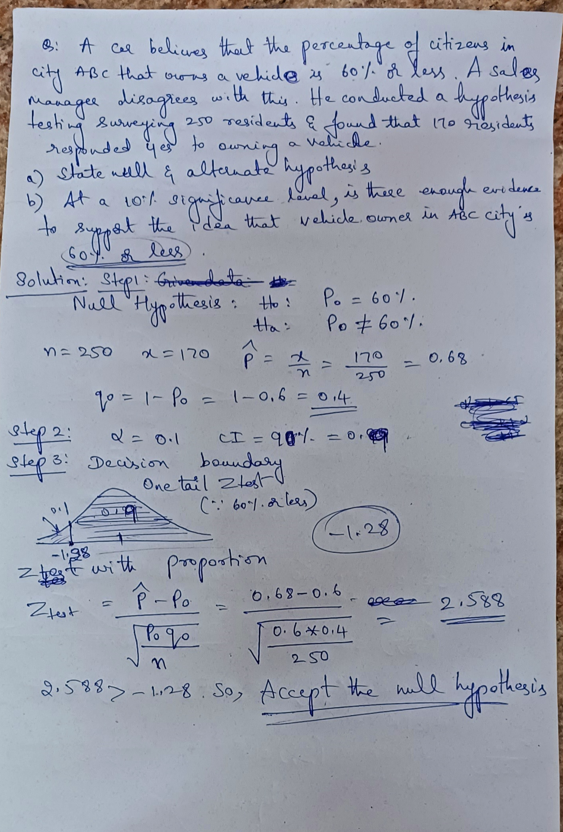 Q: A car believes that the percentage of citizens in
city ABC that owns a vehicle is 60% or less. A sales
manager disagrees with this. He conducted a hypothesis
testing surveying 250 residents & found that 170 residents
responded yes to owning a vehicle.
a) State null & alternate hypothesis
b) At a 10% significance level, is there enough evidence
to support the idea that vehicle owner in ABC city is
60% or less.
Solution: Step1: Given data:
Null Hypothesis: H₀: P₀ = 60%.
Ha: P₀ ≠ 60%.
n = 250 x = 170 p̂ = x/n = 170/250 = 0.68
q₀ = 1 - P₀ = 1 - 0.6 = 0.4
Step 2: α = 0.1 CI = 90% = 0.9
Step 3: Decision boundary
One tail Z test
(∵ 60% or less)
0.1 0.9
-1.28
-1.28
Z test with proportion
Z test = (p̂ - P₀) / √(P₀ q₀ / n) = (0.68 - 0.6) / √(0.6 * 0.4 / 250) = 2.588
2.588 > -1.28. So, Accept the null hypothesis